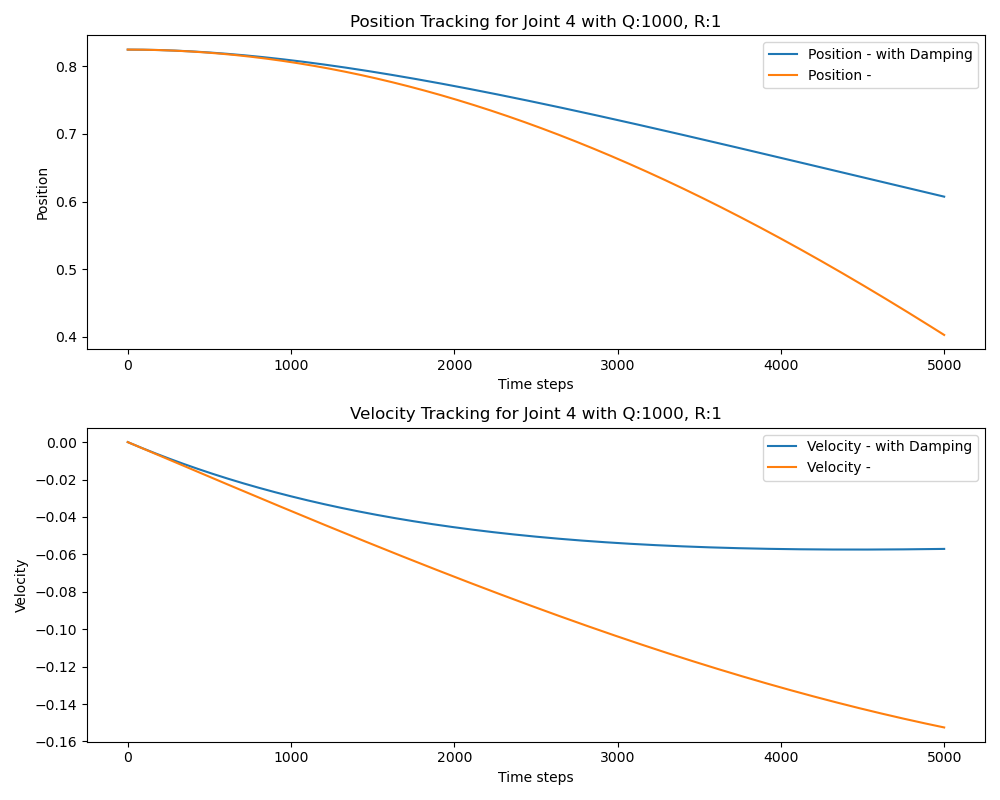 Position Tracking for Joint 4 with Q:1000, R:1
Position - with Damping
Position -
0.8
0.7
0.6
0.5
0.4
Position
0
1000
2000
3000
4000
5000
Time steps
Velocity Tracking for Joint 4 with Q:1000, R:1
Velocity - with Damping
Velocity -
0.00
−0.02
−0.04
−0.06
−0.08
−0.10
−0.12
−0.14
−0.16
Velocity
0
1000
2000
3000
4000
5000
Time steps